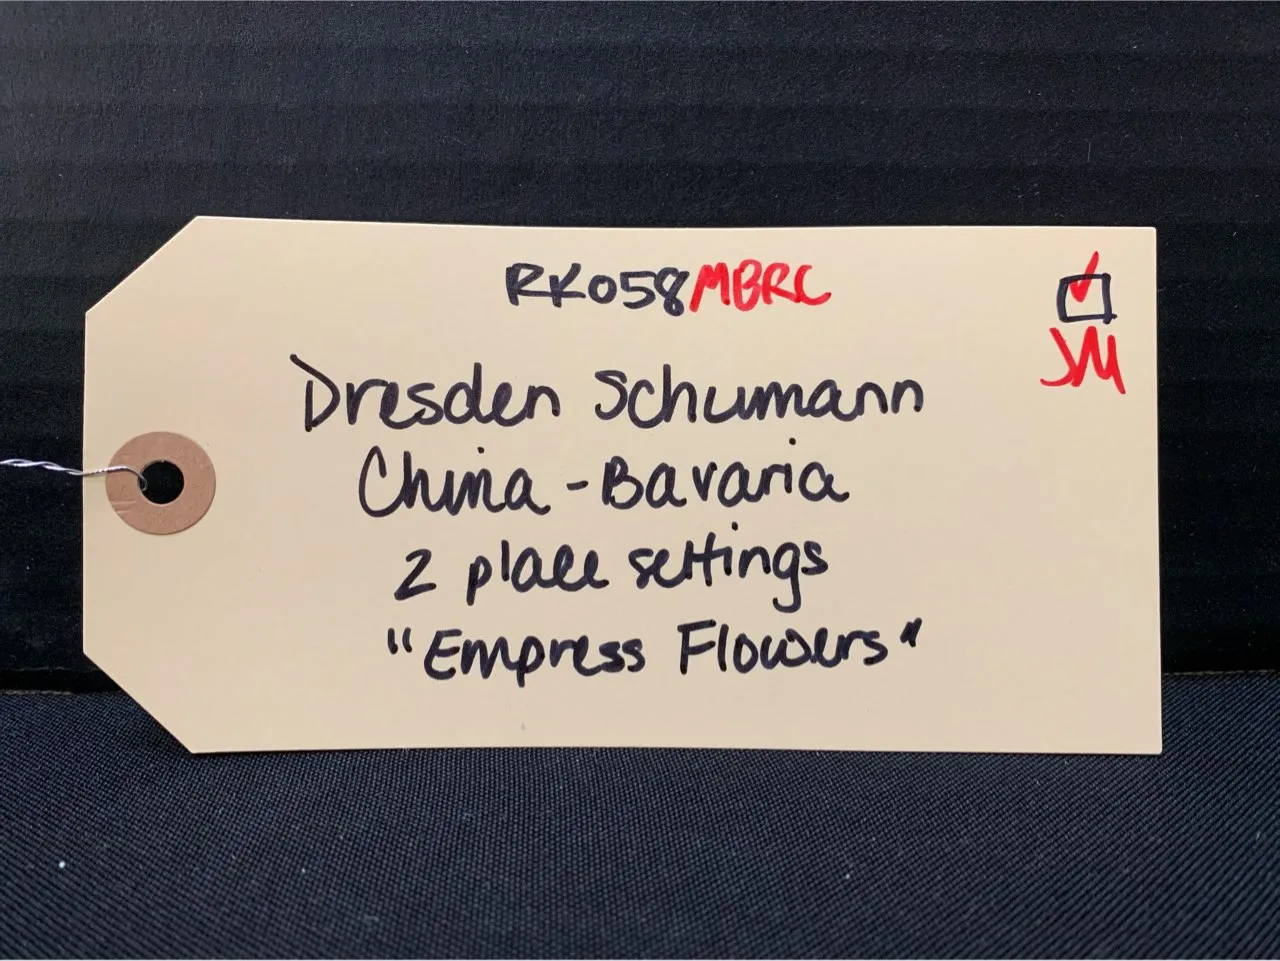 RK058MBRC
✓
JM
Dresden Schumann
China - Bavaria
2 place settings
"Empress Flowers"